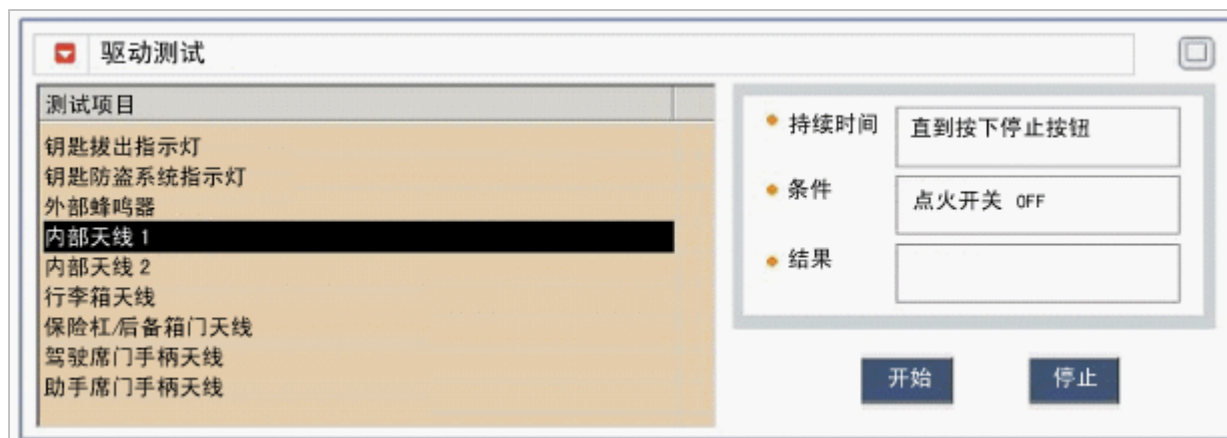 驱动测试
测试项目
钥匙拔出指示灯
钥匙防盗系统指示灯
外部蜂鸣器
内部天线 1
内部天线 2
行李箱天线
保险杠/后备箱门天线
驾驶席门手柄天线
助手席门手柄天线
持续时间 直到按下停止按钮
条件 点火开关 OFF
结果
开始 停止